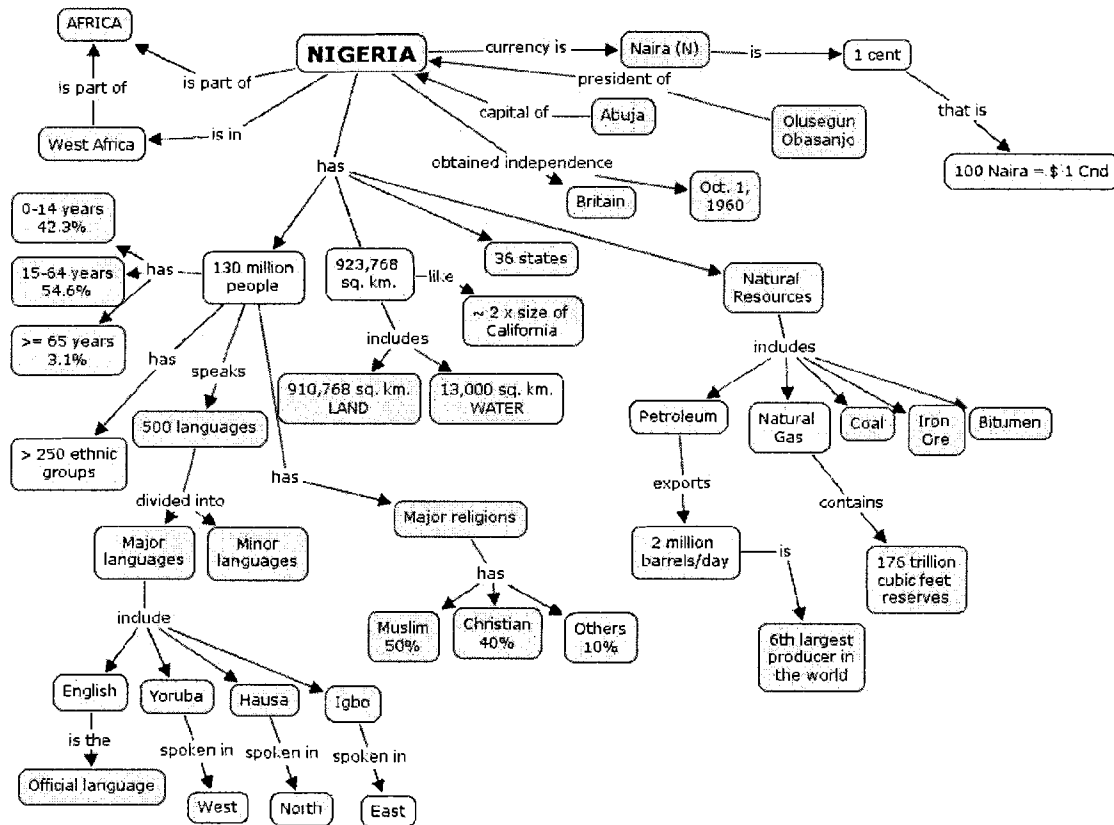 AFRICA
NIGERIA
currency is
Naira (N)
is
1 cent
is part of
is part of
president of
capital of
Abuja
Olusegun
Obasanjo
that is
West Africa
is in
has
obtained independence
Britain
Oct. 1,
1960
100 Naira = $ 1 Cnd
0-14 years
42.3%
15-64 years
54.6%
>= 65 years
3.1%
has
130 million
people
923,768
sq. km.
like
36 states
~ 2 x size of
California
Natural
Resources
has
speaks
includes
910,768 sq. km.
LAND
13,000 sq. km.
WATER
includes
Petroleum
Natural
Gas
Coal
Iron
Ore
Bitumen
500 languages
> 250 ethnic
groups
has
divided into
Major
languages
Minor
languages
Major religions
exports
contains
2 million
barrels/day
is
176 trillion
cubic feet
reserves
has
Muslim
50%
Christian
40%
Others
10%
6th largest
producer in
the world
include
English
Yoruba
Hausa
Igbo
is the
spoken in
spoken in
spoken in
Official language
West
North
East